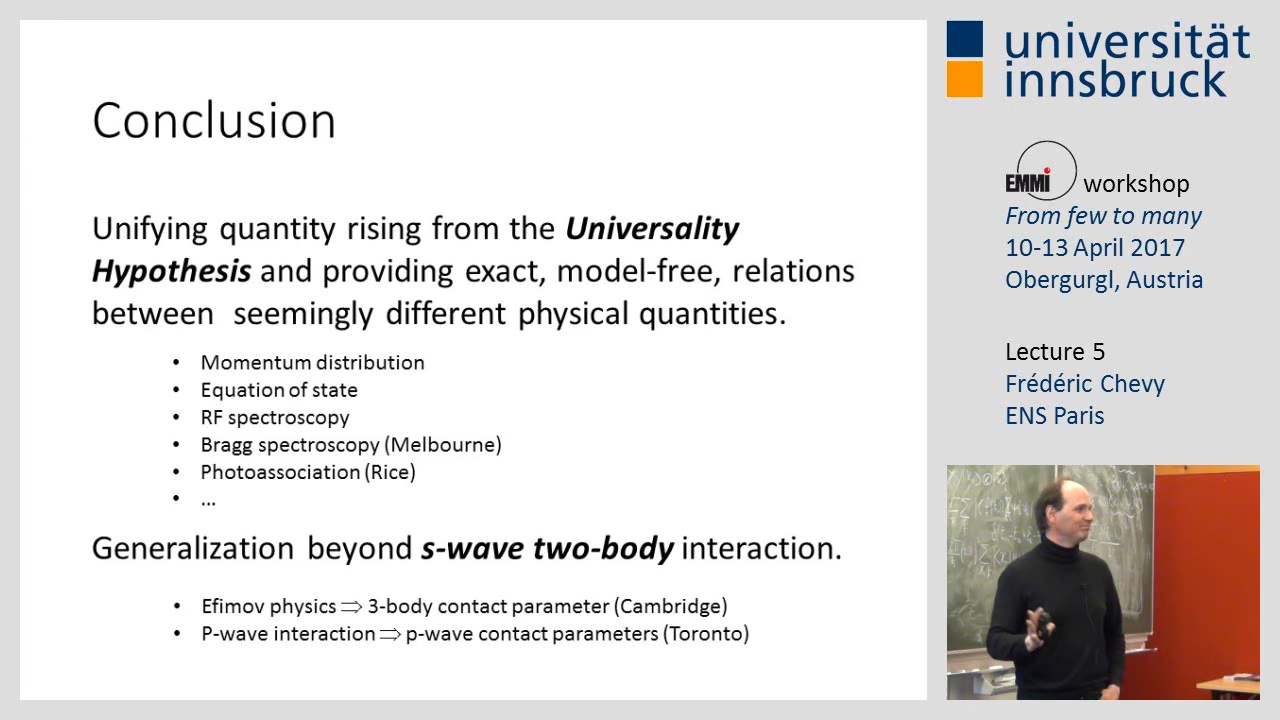 Conclusion
Unifying quantity rising from the Universality
Hypothesis and providing exact, model-free, relations
between seemingly different physical quantities.
• Momentum distribution
• Equation of state
• RF spectroscopy
• Bragg spectroscopy (Melbourne)
• Photoassociation (Rice)
• ...
Generalization beyond s-wave two-body interaction.
• Efimov physics ⇒ 3-body contact parameter (Cambridge)
• P-wave interaction ⇒ p-wave contact parameters (Toronto)
universität
innsbruck
EMMI workshop
From few to many
10-13 April 2017
Obergurgl, Austria
Lecture 5
Frédéric Chevy
ENS Paris